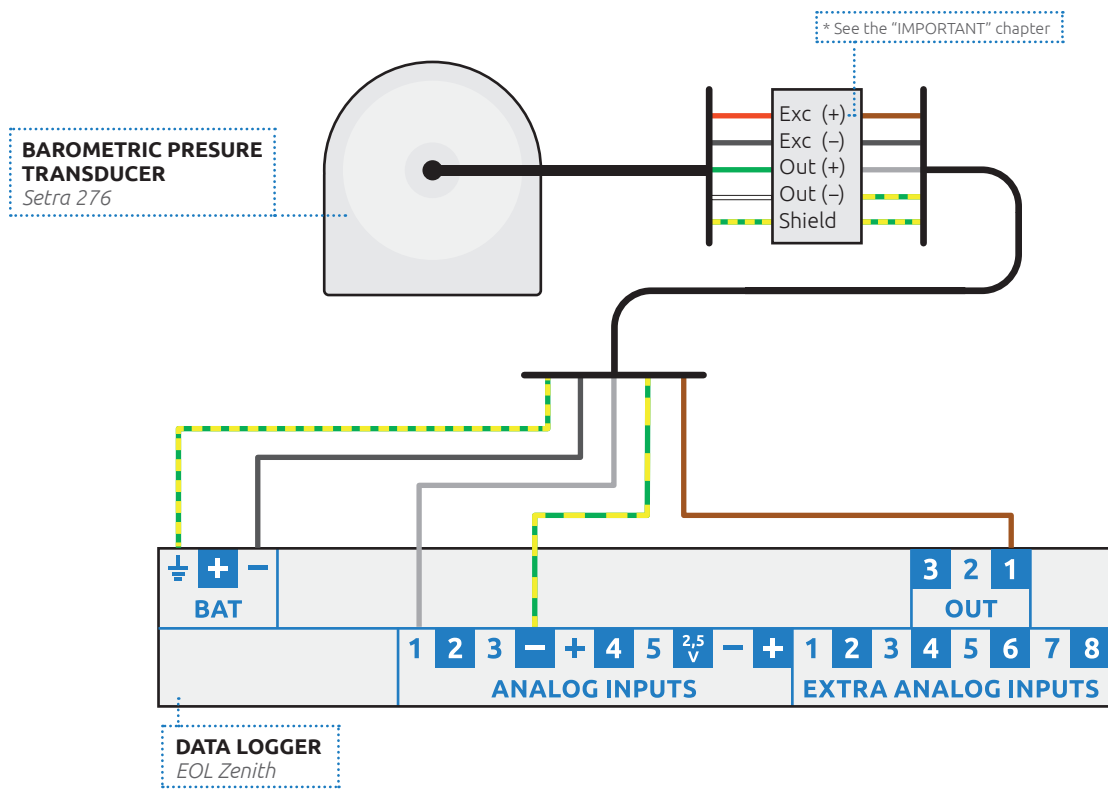 * See the “IMPORTANT” chapter
BAROMETRIC PRESURE
TRANSDUCER
Setra 276
Exc (+)
Exc (−)
Out (+)
Out (−)
Shield
+ −
BAT
3 2 1
OUT
1 2 3 − + 4 5 2,5 V − +
ANALOG INPUTS
1 2 3 4 5 6 7 8
EXTRA ANALOG INPUTS
DATA LOGGER
EOL Zenith